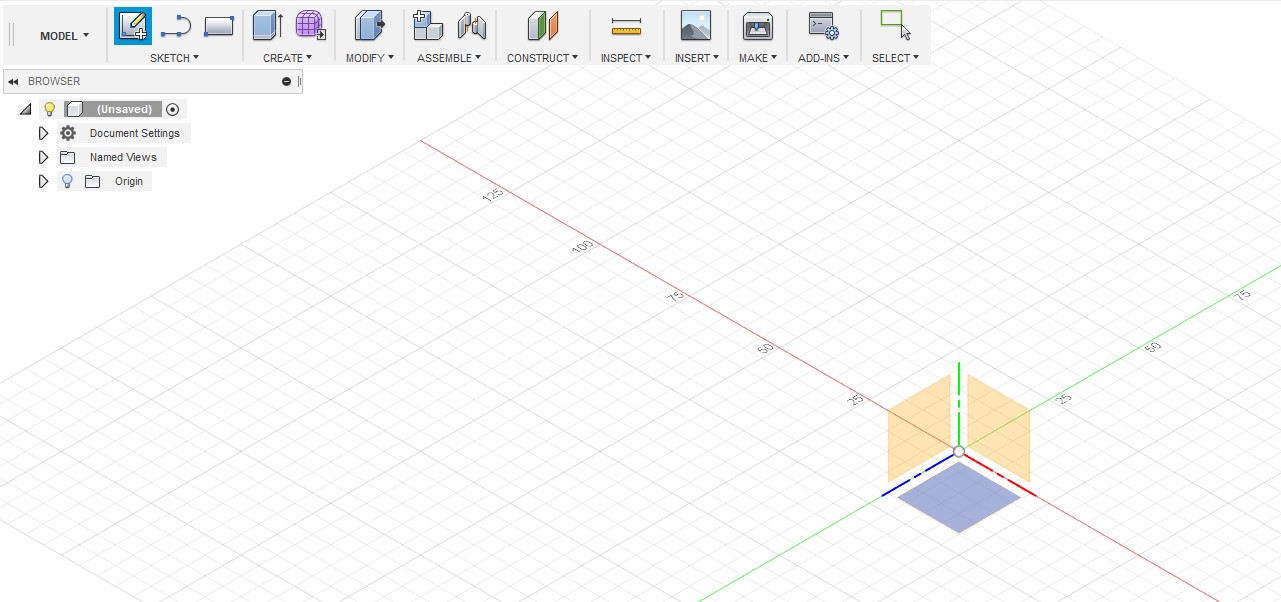 MODEL
SKETCH
CREATE
MODIFY
ASSEMBLE
CONSTRUCT
INSPECT
INSERT
MAKE
ADD-INS
SELECT
BROWSER
(Unsaved)
Document Settings
Named Views
Origin
125
100
75
50
25
75
50
25